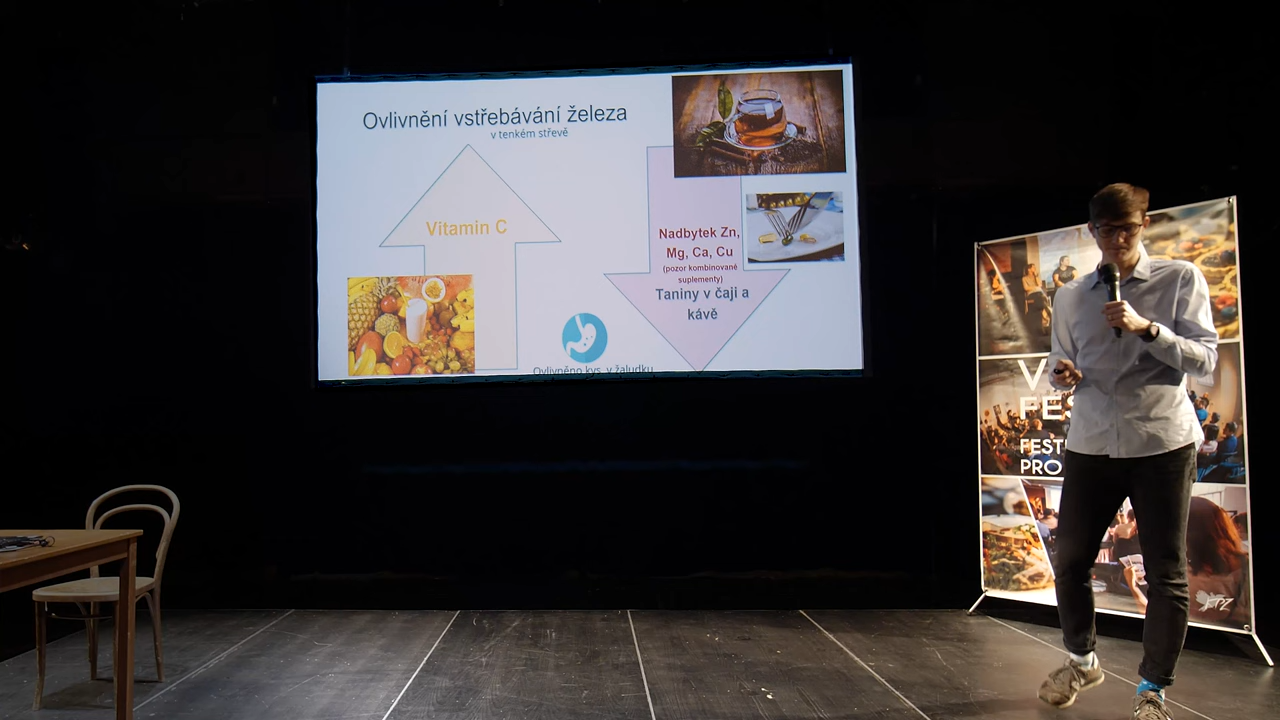 Ovlivnění vstřebávání železa
v tenkém střevě
Vitamin C
Nadbytek Zn,
Mg, Ca, Cu
(pozor kombinované
suplementy)
Taniny v čaji a
kávě
Ovlivněno kys. v žaludku
V
FES
FEST
PRO